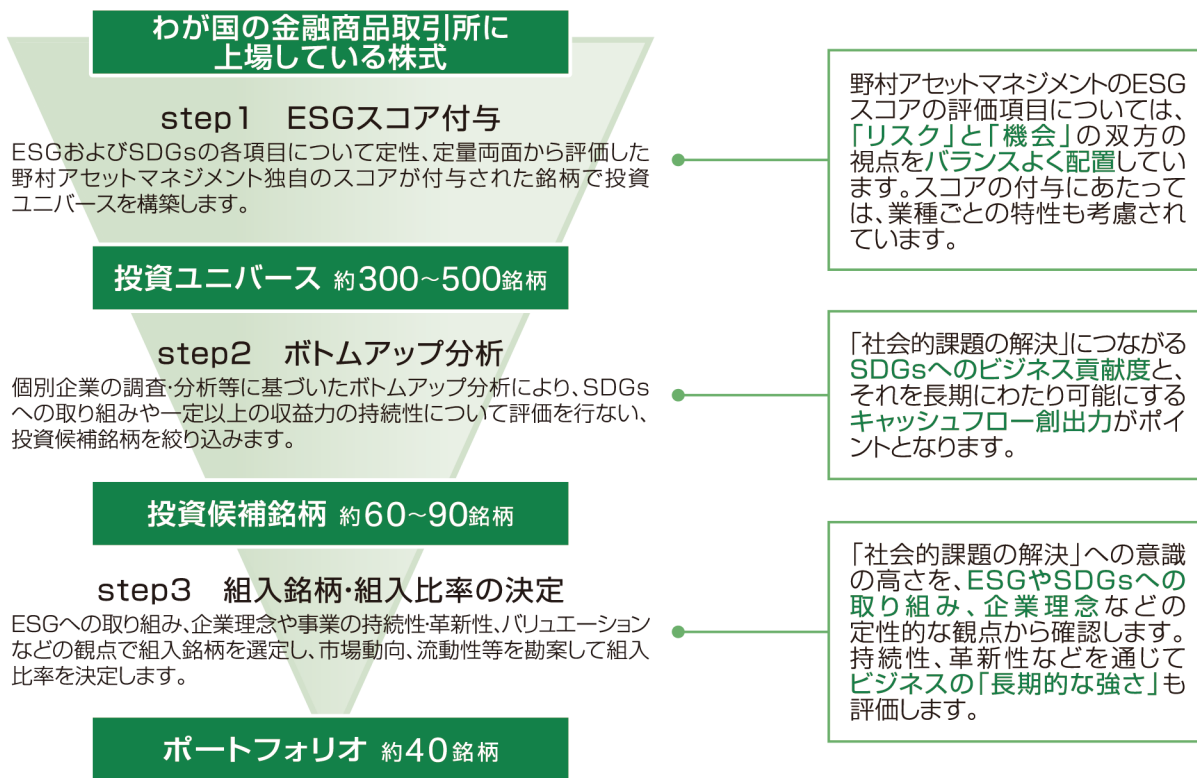 わが国の金融商品取引所に
上場している株式
step1 ESGスコア付与
ESGおよびSDGsの各項目について定性、定量両面から評価した
野村アセットマネジメント独自のスコアが付与された銘柄で投資
ユニバースを構築します。
野村アセットマネジメントのESG
スコアの評価項目については、
「リスク」と「機会」の双方の
視点をバランスよく配置してい
ます。スコアの付与にあたって
は、業種ごとの特性も考慮され
ています。
投資ユニバース 約300～500銘柄
step2 ボトムアップ分析
個別企業の調査・分析等に基づいたボトムアップ分析により、SDGs
への取り組みや一定以上の収益力の持続性について評価を行ない、
投資候補銘柄を絞り込みます。
「社会的課題の解決」につながる
SDGsへのビジネス貢献度と、
それを長期にわたり可能にする
キャッシュフロー創出力がポイ
ントとなります。
投資候補銘柄 約60～90銘柄
step3 組入銘柄・組入比率の決定
ESGへの取り組み、企業理念や事業の持続性・革新性、バリュエーション
などの観点で組入銘柄を選定し、市場動向、流動性等を勘案して組入
比率を決定します。
「社会的課題の解決」への意識
の高さを、ESGやSDGsへの
取り組み、企業理念などの
定性的な観点から確認します。
持続性、革新性などを通じて
ビジネスの「長期的な強さ」も
評価します。
ポートフォリオ 約40銘柄